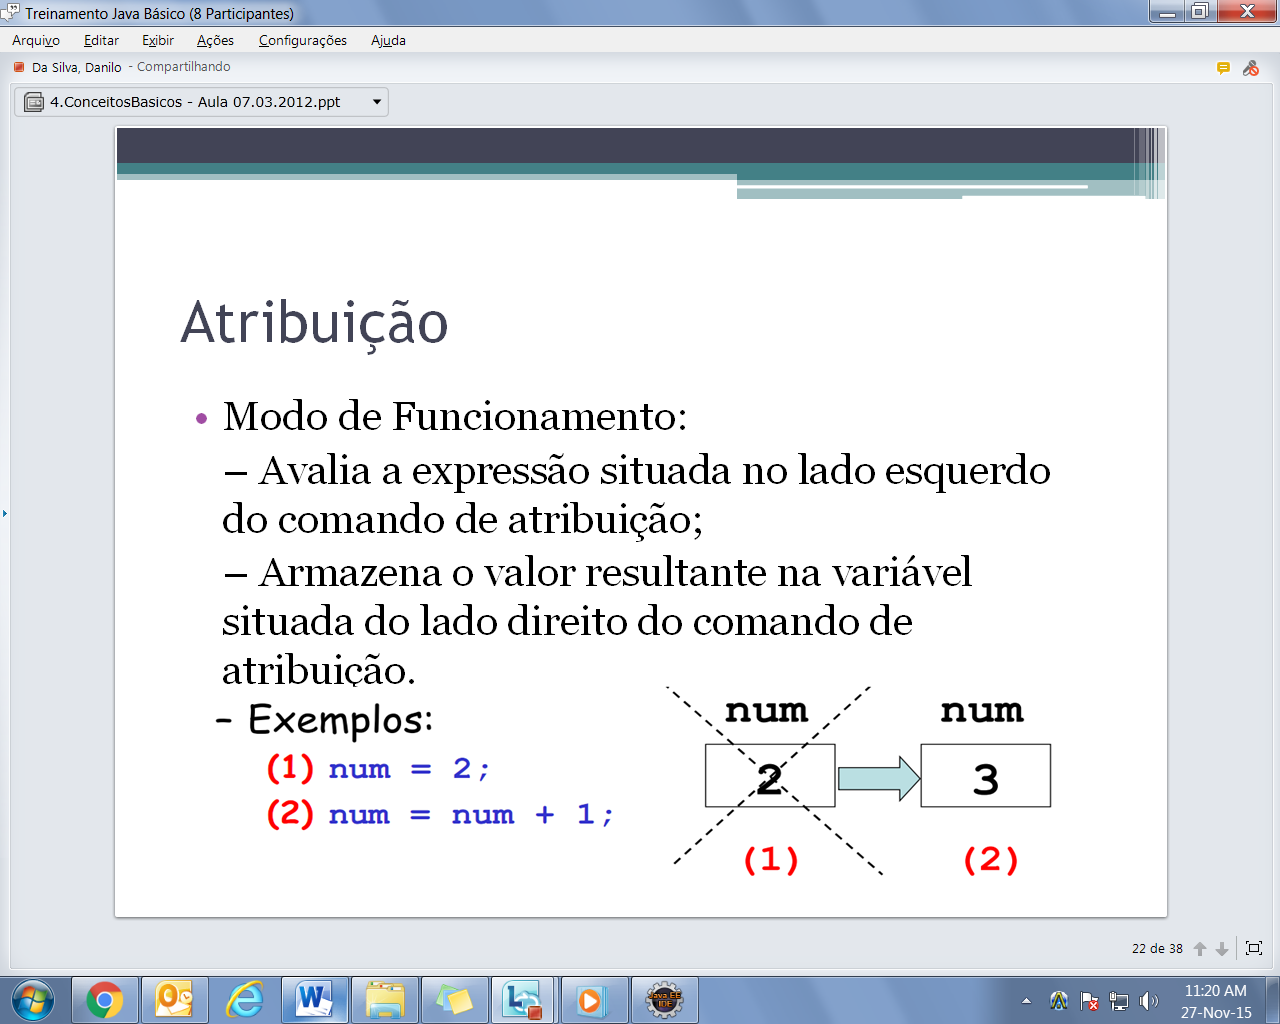 Treinamento Java Básico (8 Participantes)
Arquivo Editar Exibir Ações Configurações Ajuda
Da Silva, Danilo - Compartilhando
4.ConceitosBasicos - Aula 07.03.2012.ppt
Atribuição
• Modo de Funcionamento:
– Avalia a expressão situada no lado esquerdo
do comando de atribuição;
– Armazena o valor resultante na variável
situada do lado direito do comando de
atribuição.
– Exemplos:
(1) num = 2;
(2) num = num + 1;
num num
2 3
(1) (2)
22 de 38
Java EE
IDE
11:20 AM
27-Nov-15